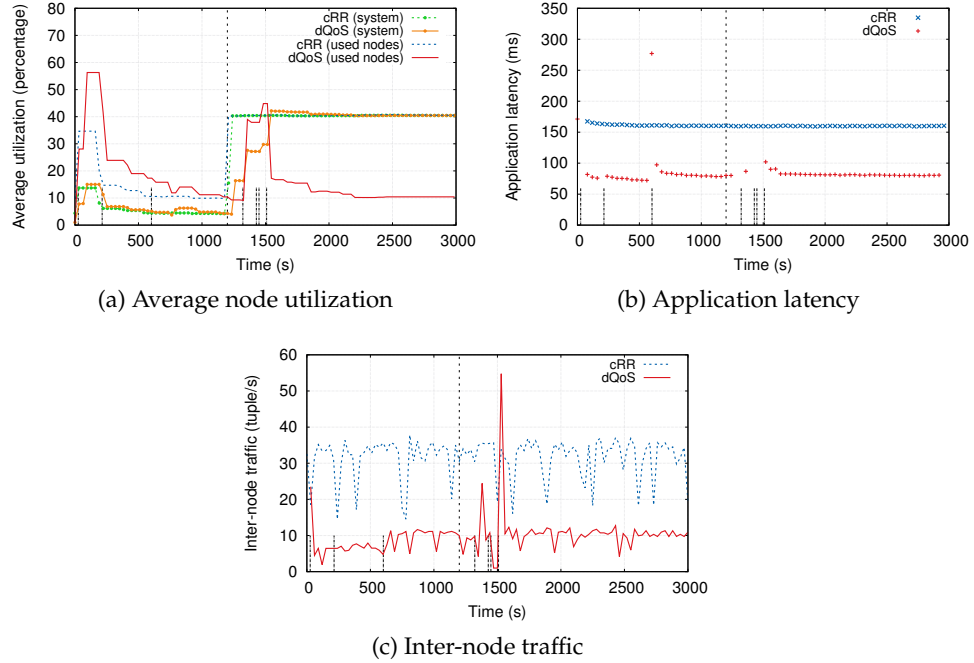 Average utilization (percentage)
80
70
60
50
40
30
20
10
0
0 500 1000 1500 2000 2500 3000
Time (s)
cRR (system)
dQoS (system)
cRR (used nodes)
dQoS (used nodes)
(a) Average node utilization
Application latency (ms)
350
300
250
200
150
100
50
0
0 500 1000 1500 2000 2500 3000
Time (s)
cRR
dQoS
(b) Application latency
Inter-node traffic (tuple/s)
60
50
40
30
20
10
0
0 500 1000 1500 2000 2500 3000
Time (s)
cRR
dQoS
(c) Inter-node traffic